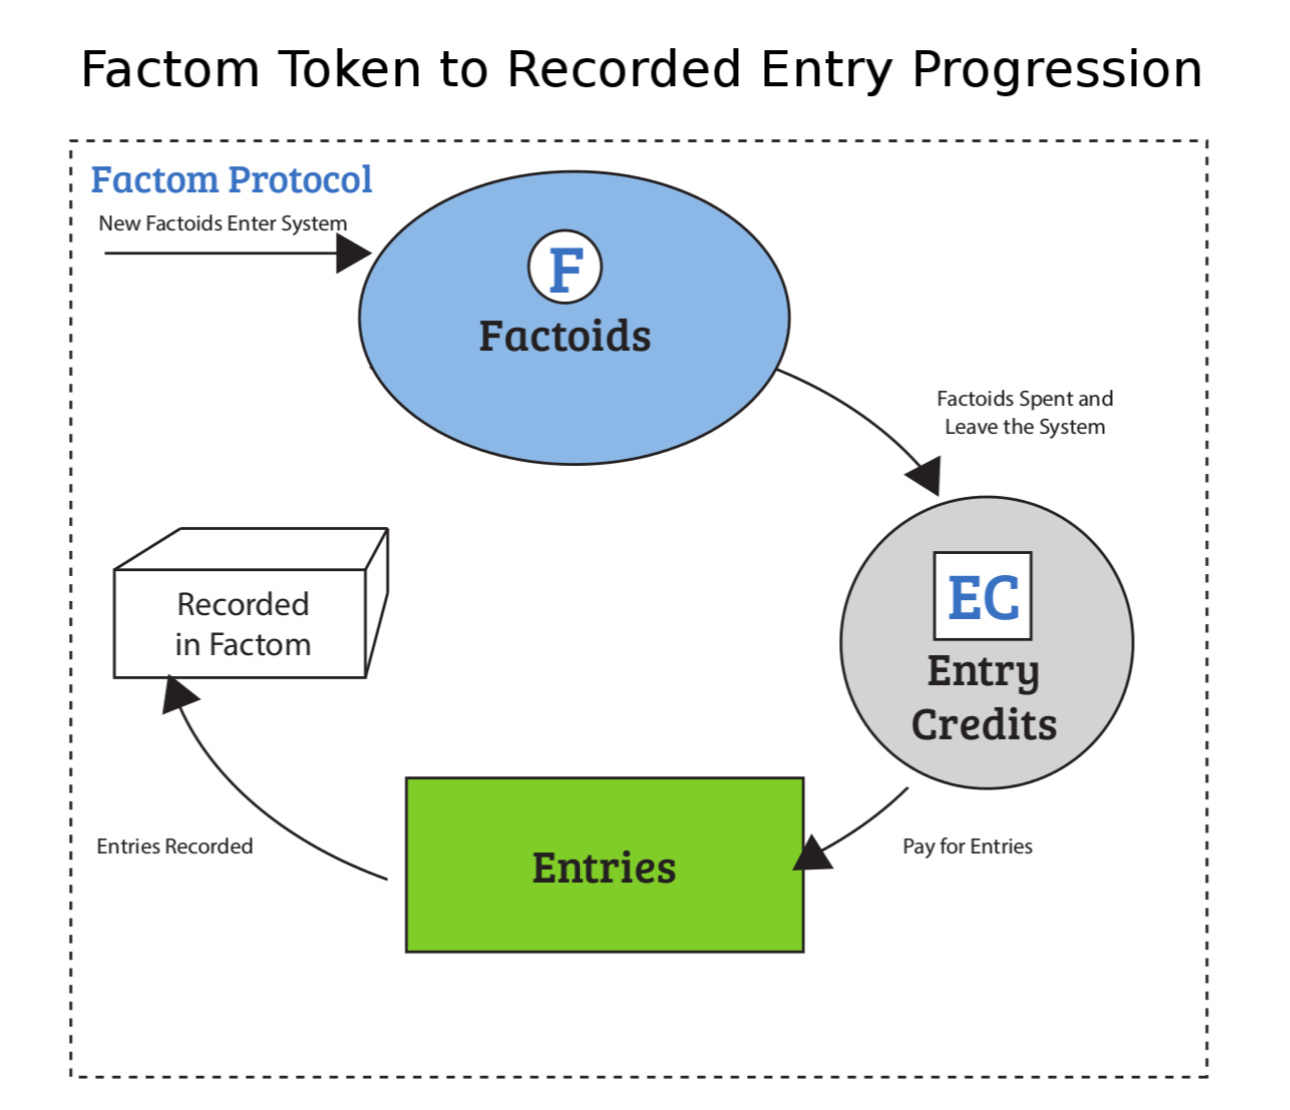 Factom Token to Recorded Entry Progression
Factom Protocol
New Factoids Enter System
F
Factoids
Factoids Spent and
Leave the System
EC
Entry
Credits
Pay for Entries
Entries
Entries Recorded
Recorded
in Factom